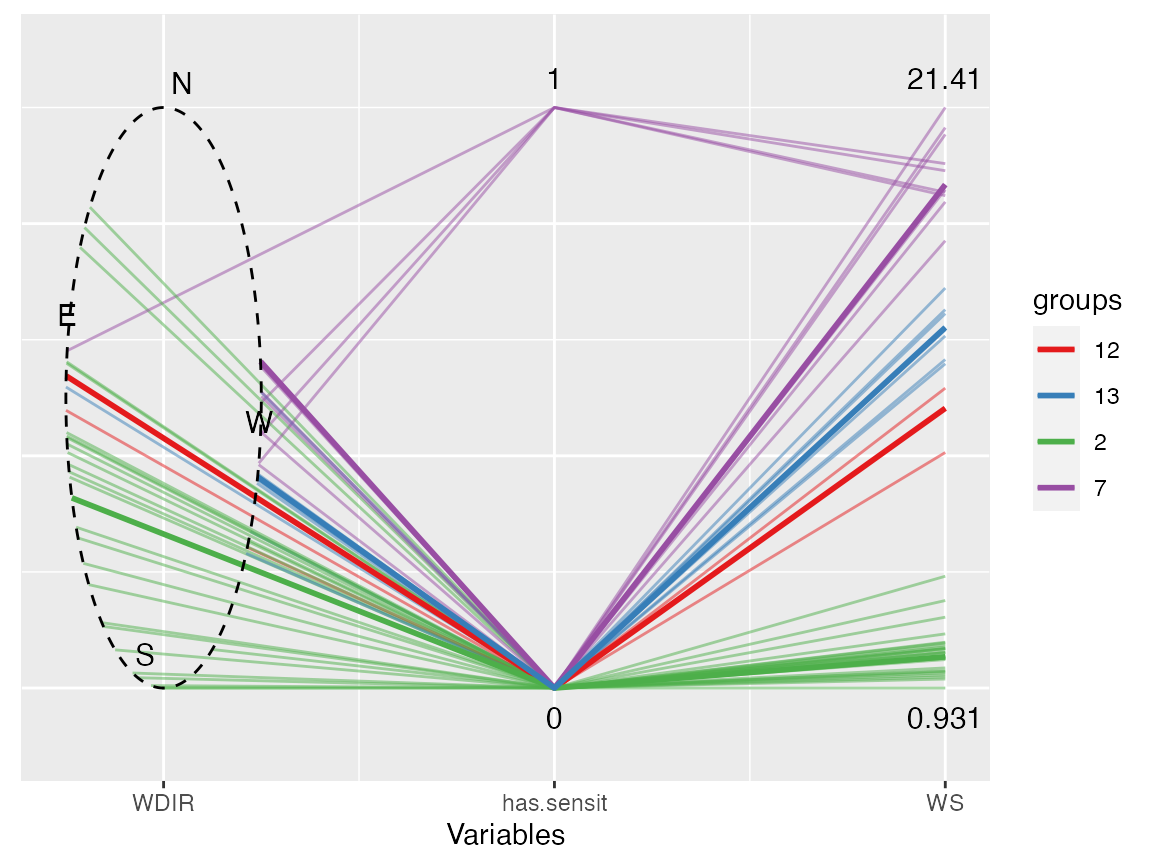 N
1
21.41
E
W
S
0
0.931
WDIR
has.sensit
WS
Variables
groups
12
13
2
7